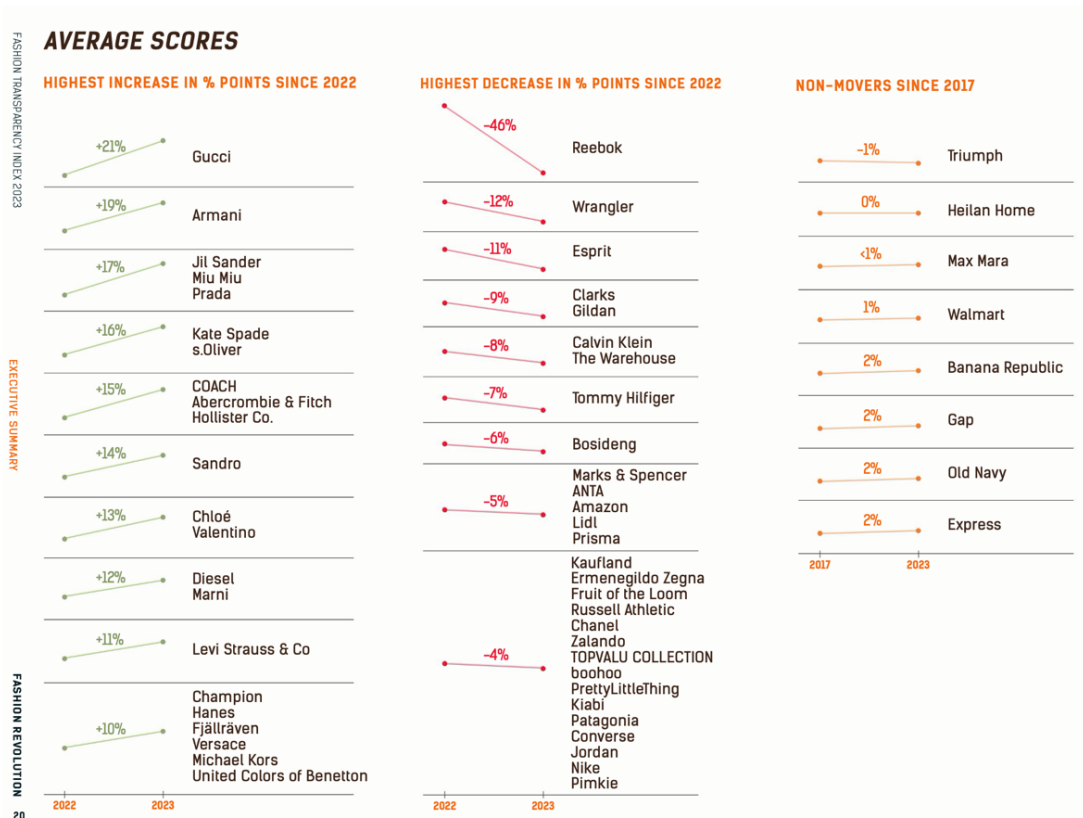 AVERAGE SCORES
FASHION TRANSPARENCY INDEX 2023
EXECUTIVE SUMMARY
FASHION REVOLUTION
20
HIGHEST INCREASE IN % POINTS SINCE 2022
+21%
Gucci
+19%
Armani
+17%
Jil Sander
Miu Miu
Prada
+16%
Kate Spade
s.Oliver
+15%
COACH
Abercrombie & Fitch
Hollister Co.
+14%
Sandro
+13%
Chloé
Valentino
+12%
Diesel
Marni
+11%
Levi Strauss & Co
+10%
Champion
Hanes
Fjällräven
Versace
Michael Kors
United Colors of Benetton
2022 2023
HIGHEST DECREASE IN % POINTS SINCE 2022
-46%
Reebok
-12%
Wrangler
-11%
Esprit
-9%
Clarks
Gildan
-8%
Calvin Klein
The Warehouse
-7%
Tommy Hilfiger
-6%
Bosideng
-5%
Marks & Spencer
ANTA
Amazon
Lidl
Prisma
-4%
Kaufland
Ermenegildo Zegna
Fruit of the Loom
Russell Athletic
Chanel
Zalando
TOPVALU COLLECTION
boohoo
PrettyLittleThing
Kiabi
Patagonia
Converse
Jordan
Nike
Pimkie
2022 2023
NON-MOVERS SINCE 2017
-1%
Triumph
0%
Heilan Home
<1%
Max Mara
1%
Walmart
2%
Banana Republic
2%
Gap
2%
Old Navy
2%
Express
2017 2023